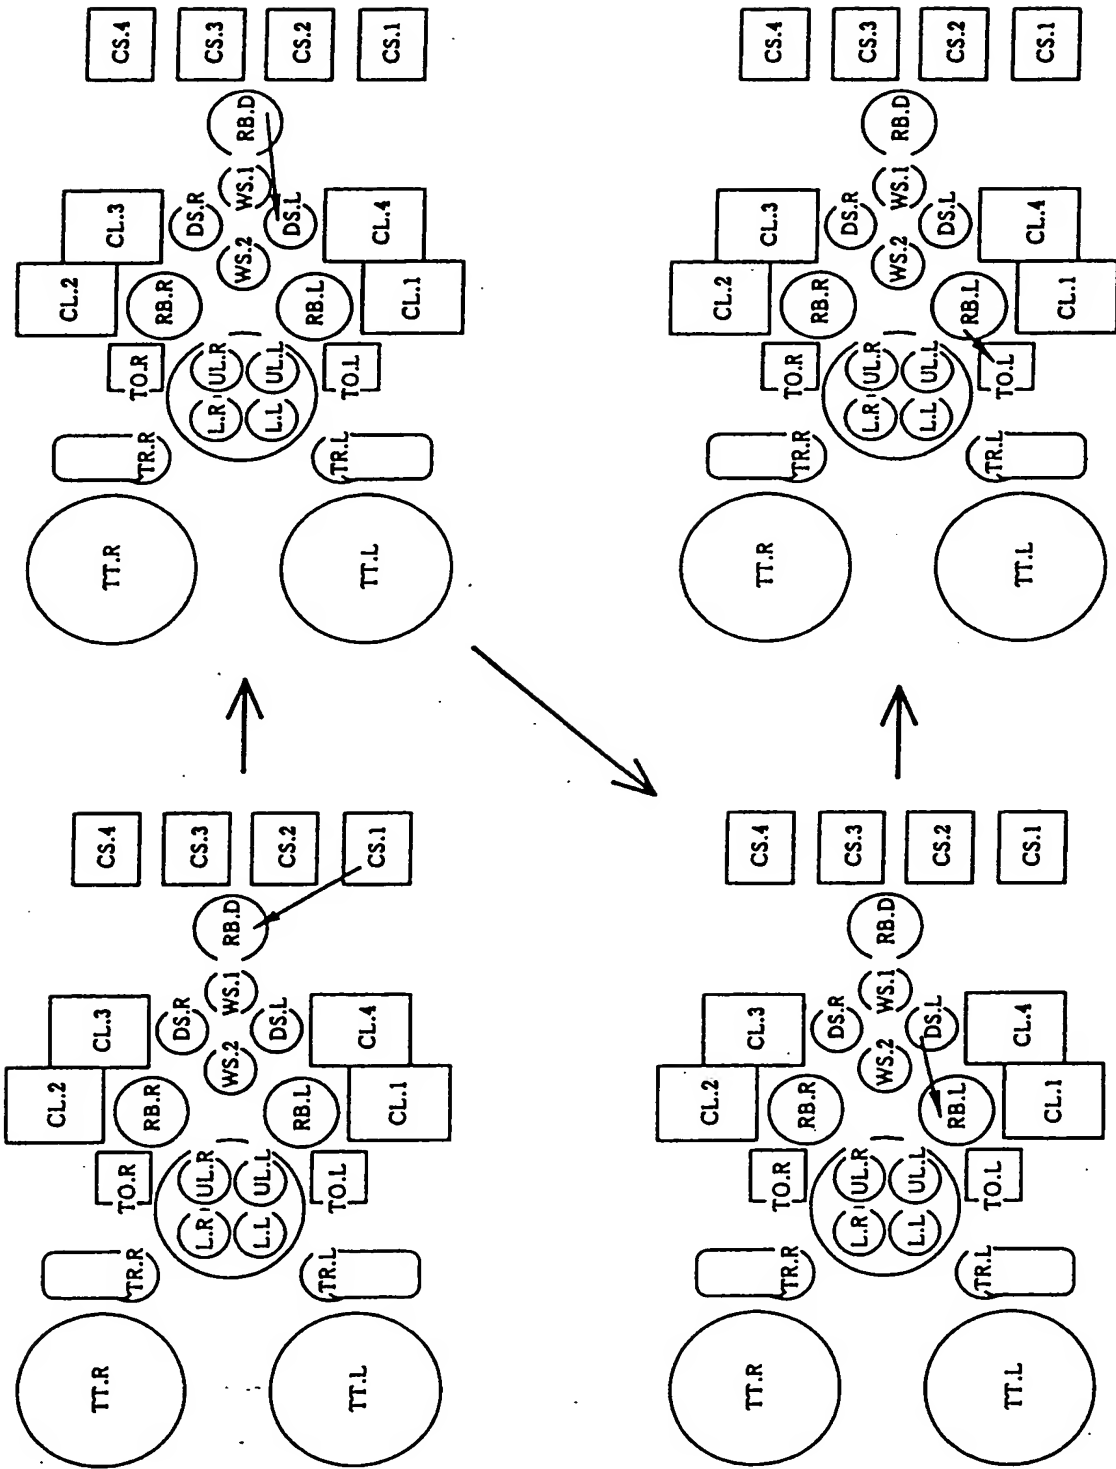 CS.4
CS.3
CS.2
CS.1
RB.D
CL.3
DS.R
WS.1
DS.L
CL.4
CL.2
WS.2
RB.R
RB.L
CL.1
TO.R
UL.R
UL.L
TO.L
L.R
L.L
TR.R
TR.L
TT.R
TT.L
CS.4
CS.3
CS.2
CS.1
RB.D
CL.3
DS.R
WS.1
DS.L
CL.4
CL.2
WS.2
RB.R
RB.L
CL.1
TO.R
UL.R
UL.L
TO.L
L.R
L.L
TR.R
TR.L
TT.R
TT.L
CS.4
CS.3
CS.2
CS.1
RB.D
CL.3
DS.R
WS.1
DS.L
CL.4
CL.2
WS.2
RB.R
RB.L
CL.1
TO.R
UL.R
UL.L
TO.L
L.R
L.L
TR.R
TR.L
TT.R
TT.L
CS.4
CS.3
CS.2
CS.1
RB.D
CL.3
DS.R
WS.1
DS.L
CL.4
CL.2
WS.2
RB.R
RB.L
CL.1
TO.R
UL.R
UL.L
TO.L
L.R
L.L
TR.R
TR.L
TT.R
TT.L